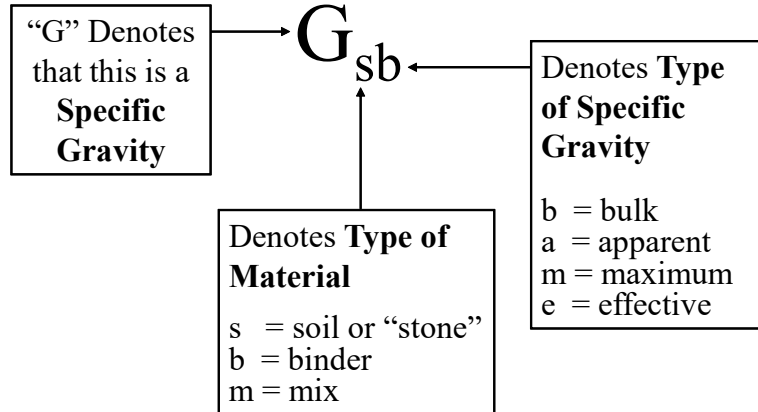 “G” Denotes
that this is a
Specific
Gravity
Gsb
Denotes Type
of Specific
Gravity
b = bulk
a = apparent
m = maximum
e = effective
Denotes Type of
Material
s = soil or “stone”
b = binder
m = mix